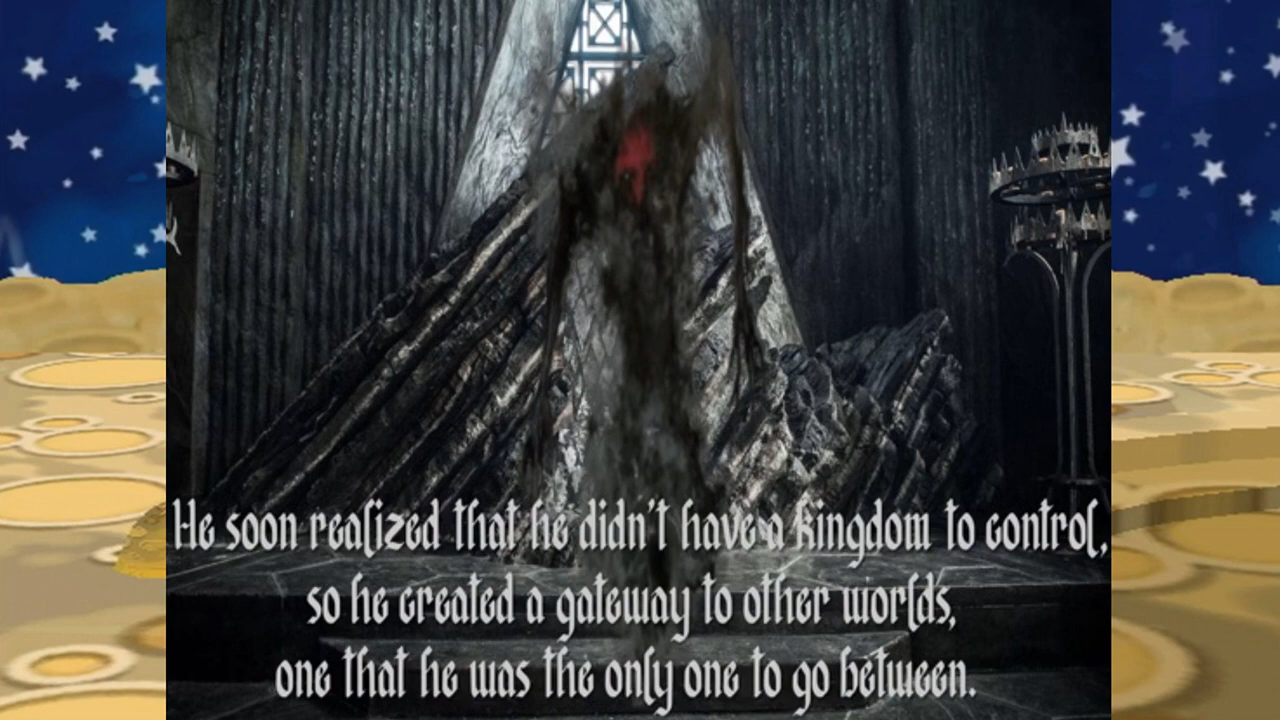 He soon realized that he didn't have a kingdom to control,
so he created a gateway to other worlds,
one that he was the only one to go between.